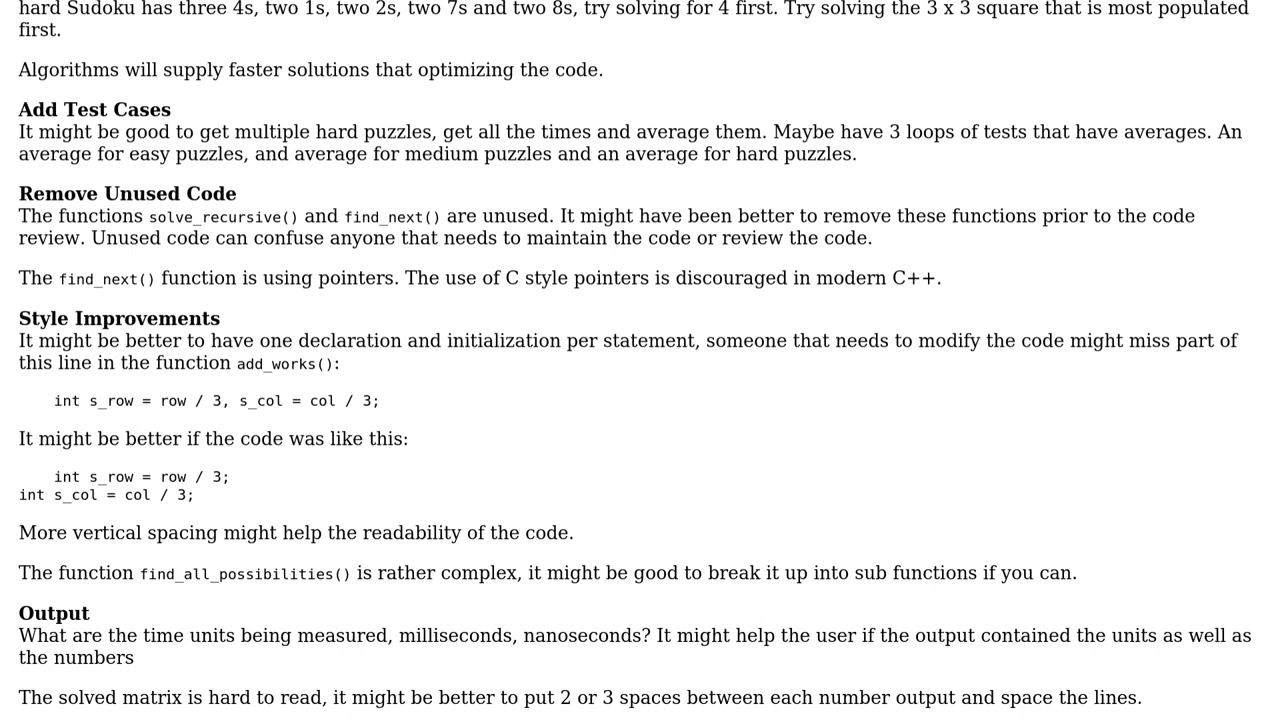 hard Sudoku has three 4s, two 1s, two 2s, two 7s and two 8s, try solving for 4 first. Try solving the 3 x 3 square that is most populated
first.
Algorithms will supply faster solutions that optimizing the code.
Add Test Cases
It might be good to get multiple hard puzzles, get all the times and average them. Maybe have 3 loops of tests that have averages. An
average for easy puzzles, and average for medium puzzles and an average for hard puzzles.
Remove Unused Code
The functions solve_recursive() and find_next() are unused. It might have been better to remove these functions prior to the code
review. Unused code can confuse anyone that needs to maintain the code or review the code.
The find_next() function is using pointers. The use of C style pointers is discouraged in modern C++.
Style Improvements
It might be better to have one declaration and initialization per statement, someone that needs to modify the code might miss part of
this line in the function add_works():
int s_row = row / 3, s_col = col / 3;
It might be better if the code was like this:
int s_row = row / 3;
int s_col = col / 3;
More vertical spacing might help the readability of the code.
The function find_all_possibilities() is rather complex, it might be good to break it up into sub functions if you can.
Output
What are the time units being measured, milliseconds, nanoseconds? It might help the user if the output contained the units as well as
the numbers
The solved matrix is hard to read, it might be better to put 2 or 3 spaces between each number output and space the lines.